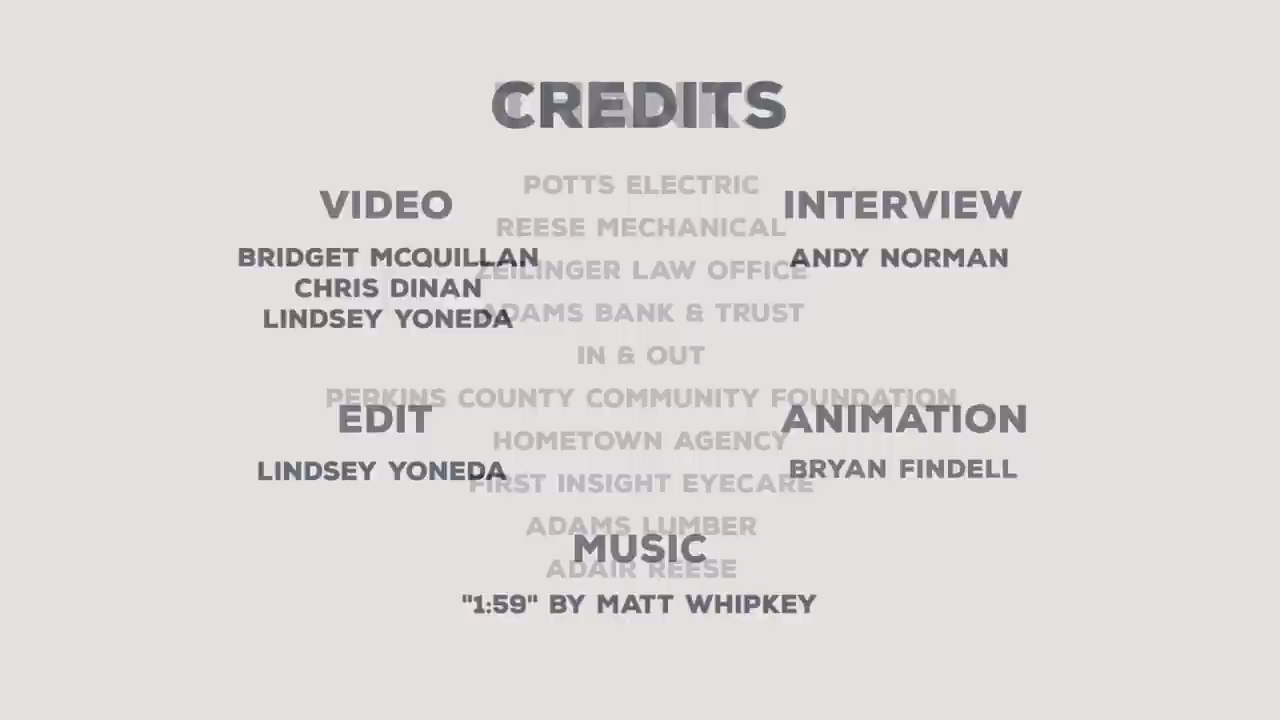 CREDITS
VIDEO
BRIDGET MCQUILLAN
CHRIS DINAN
LINDSEY YONEDA
INTERVIEW
ANDY NORMAN
EDIT
LINDSEY YONEDA
ANIMATION
BRYAN FINDELL
MUSIC
"1:59" BY MATT WHIPKEY
POTTS ELECTRIC
REESE MECHANICAL
ZEILINGER LAW OFFICE
ADAMS BANK & TRUST
IN & OUT
PERKINS COUNTY COMMUNITY FOUNDATION
HOMETOWN AGENCY
FIRST INSIGHT EYECARE
ADAMS LUMBER
ADAIR REESE